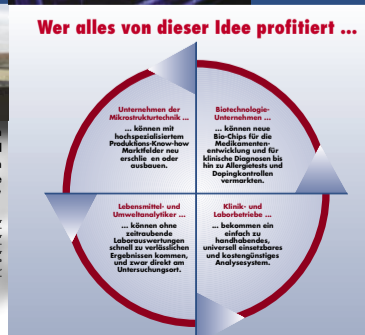 Wer alles von dieser Idee profitiert ...
Unternehmen der
Mikrostrukturtechnik ...
... können mit
hochspezialisiertem
Produktions-Know-how
Marktfelder neu
erschlie en oder
ausbauen.
Biotechnologie-
Unternehmen ...
... können neue
Bio-Chips für die
Medikamenten-
entwicklung und für
klinische Diagnosen bis
hin zu Allergietests und
Dopingkontrollen
vermarkten.
Lebensmittel- und
Umweltanalytiker ...
... können ohne
zeitraubende
Laborauswertungen
schnell zu verlässlichen
Ergebnissen kommen,
und zwar direkt am
Untersuchungsort.
Klinik- und
Laborbetriebe ...
... bekommen ein
einfach zu
handhabendes,
universell einsetzbares
und kostengünstiges
Analysesystem.